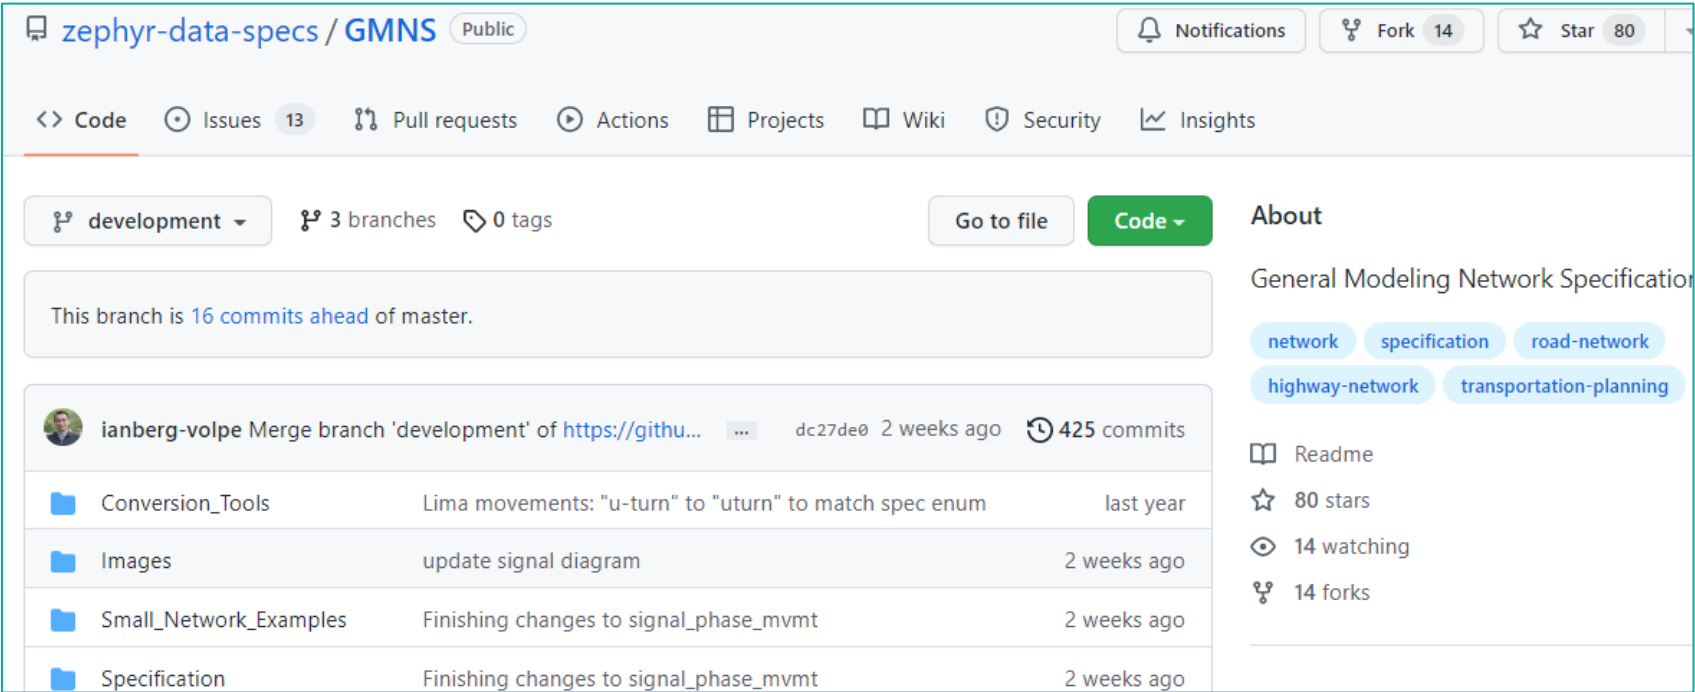 zephyr-data-specs / GMNS Public Notifications Fork 14 Star 80
Code Issues 13 Pull requests Actions Projects Wiki Security Insights
development 3 branches 0 tags Go to file Code
This branch is 16 commits ahead of master.
ianberg-volpe Merge branch 'development' of https://githu... ... dc27de0 2 weeks ago 425 commits
Conversion_Tools Lima movements: "u-turn" to "uturn" to match spec enum last year
Images update signal diagram 2 weeks ago
Small_Network_Examples Finishing changes to signal_phase_mvmt 2 weeks ago
Specification Finishing changes to signal_phase_mvmt 2 weeks ago
About
General Modeling Network Specification
network specification road-network
highway-network transportation-planning
Readme
80 stars
14 watching
14 forks